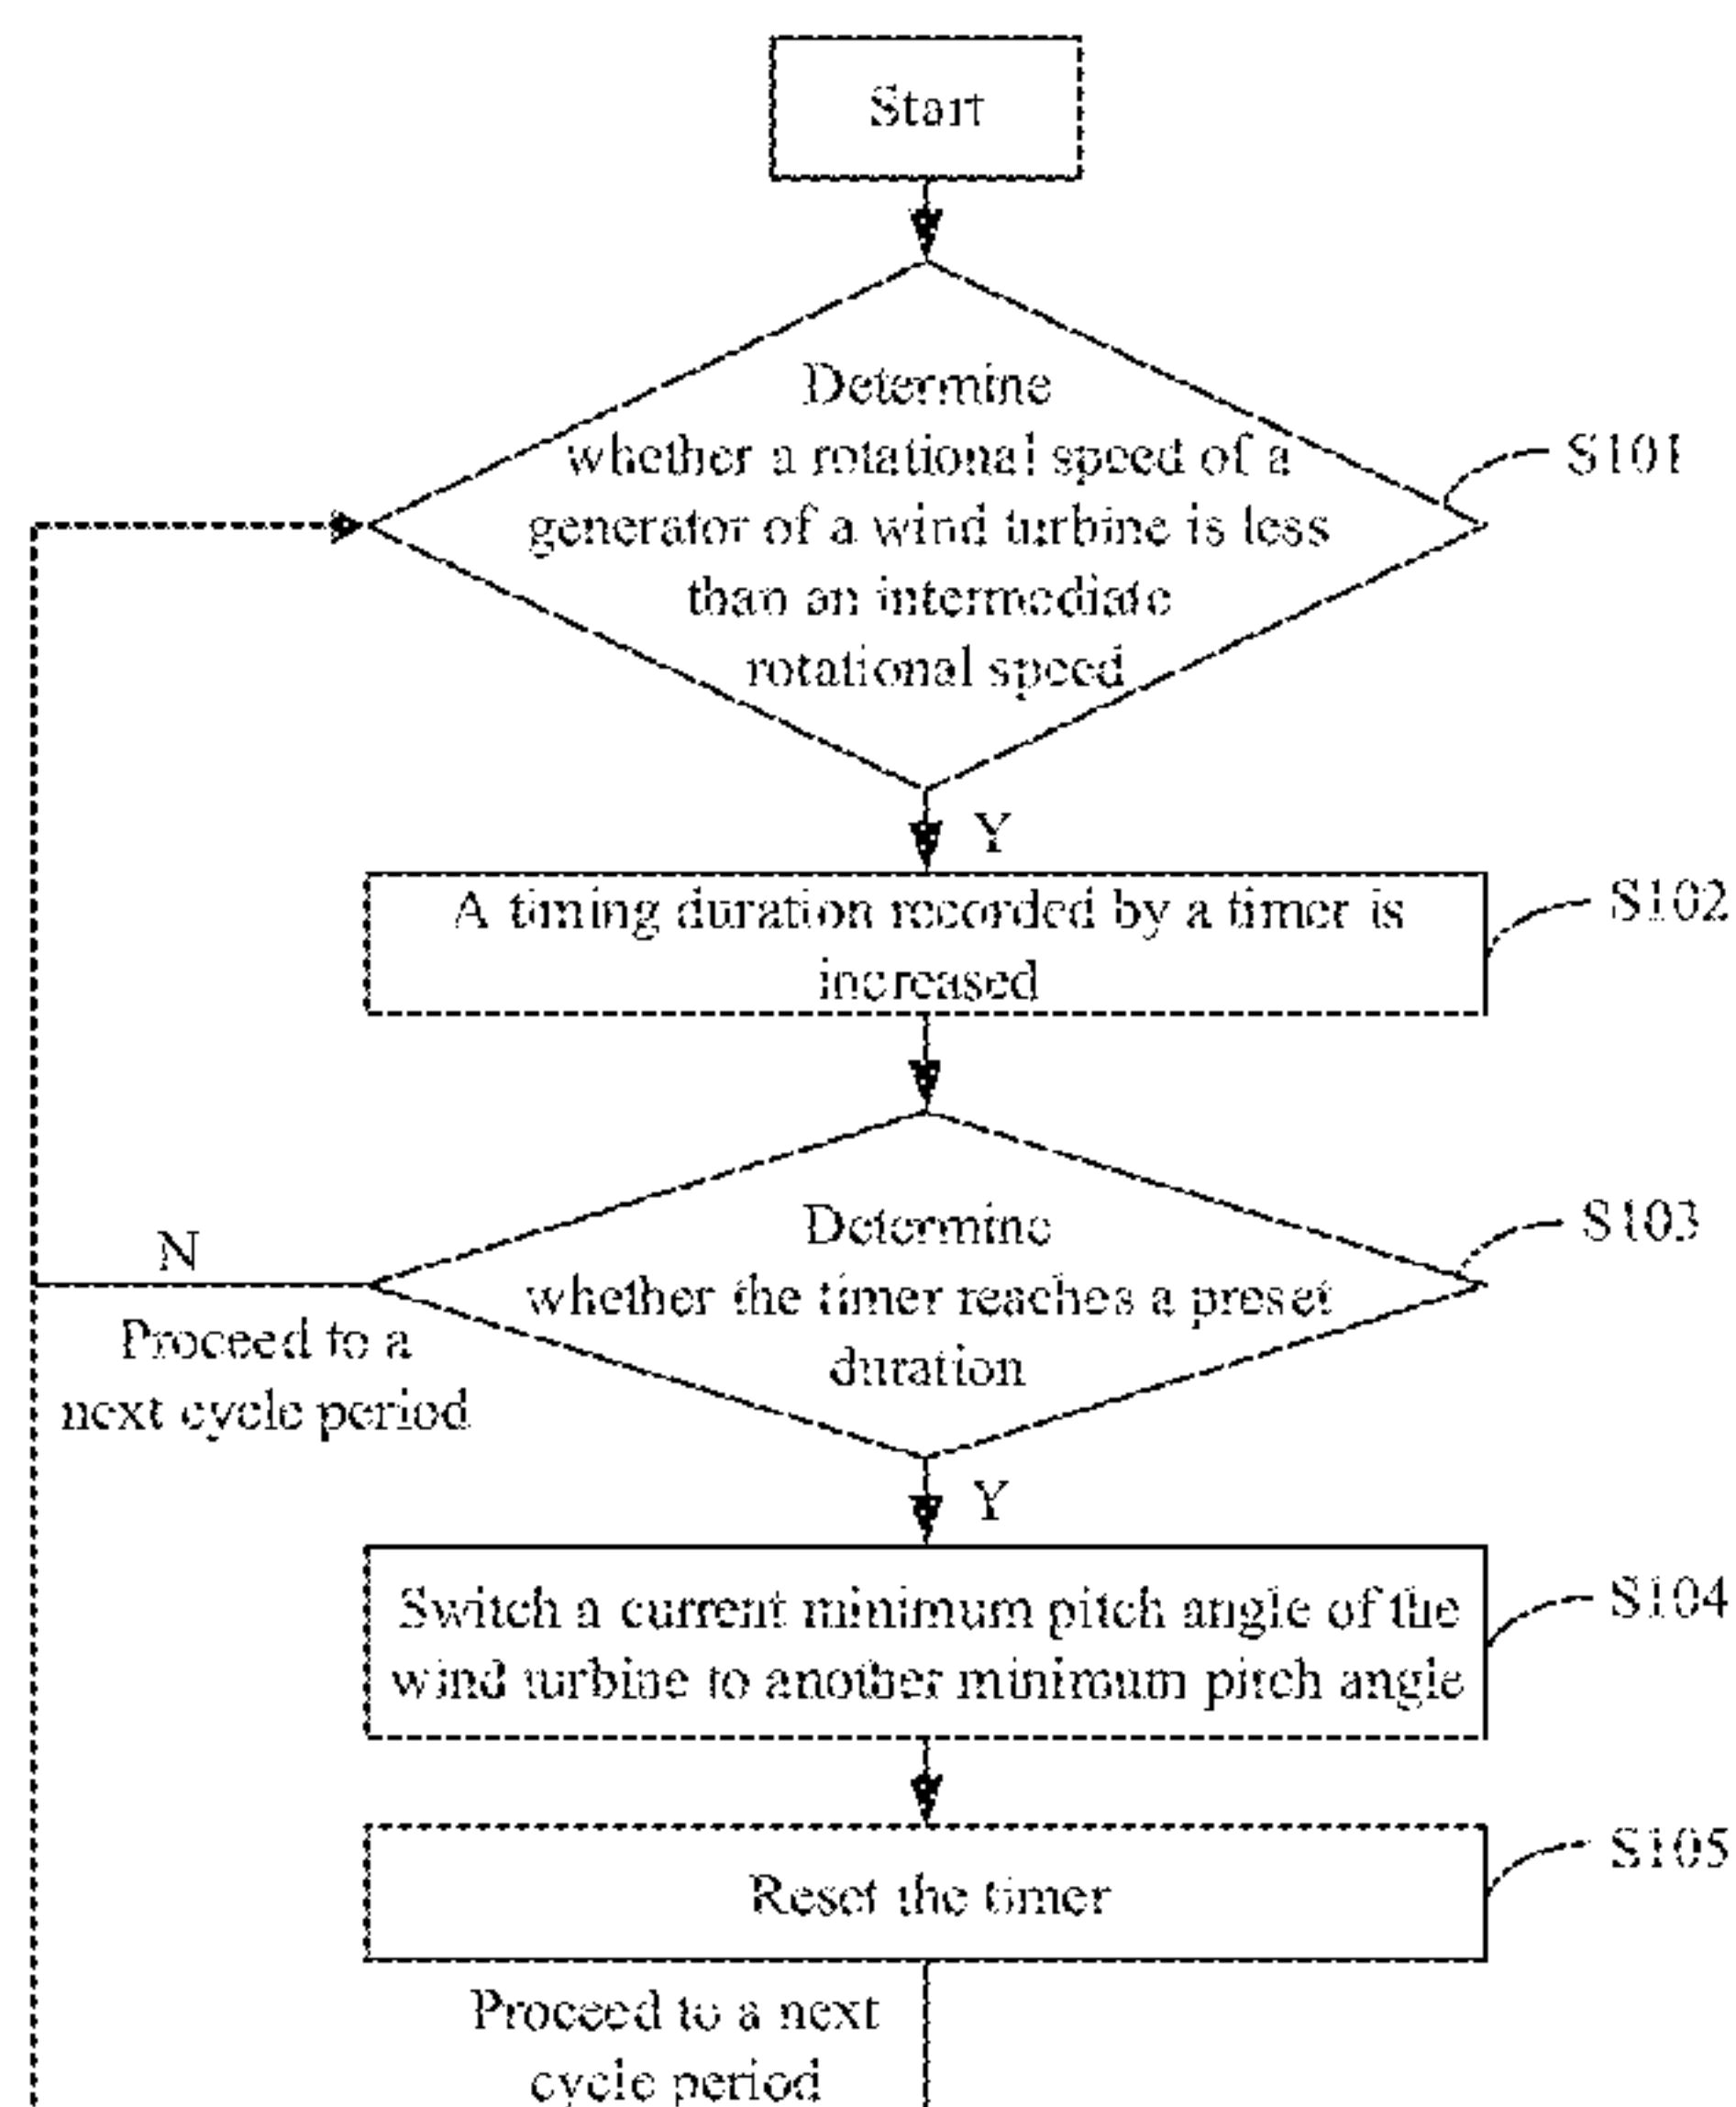 Start
Determine
whether a rotational speed of a
generator of a wind turbine is less
than an intermediate
rotational speed
S101
Y
A timing duration recorded by a timer is
increased
S102
Determine
whether the timer reaches a preset
duration
S103
N
Proceed to a
next cycle period
Y
Switch a current minimum pitch angle of the
wind turbine to another minimum pitch angle
S104
Reset the timer
S105
Proceed to a next
cycle period